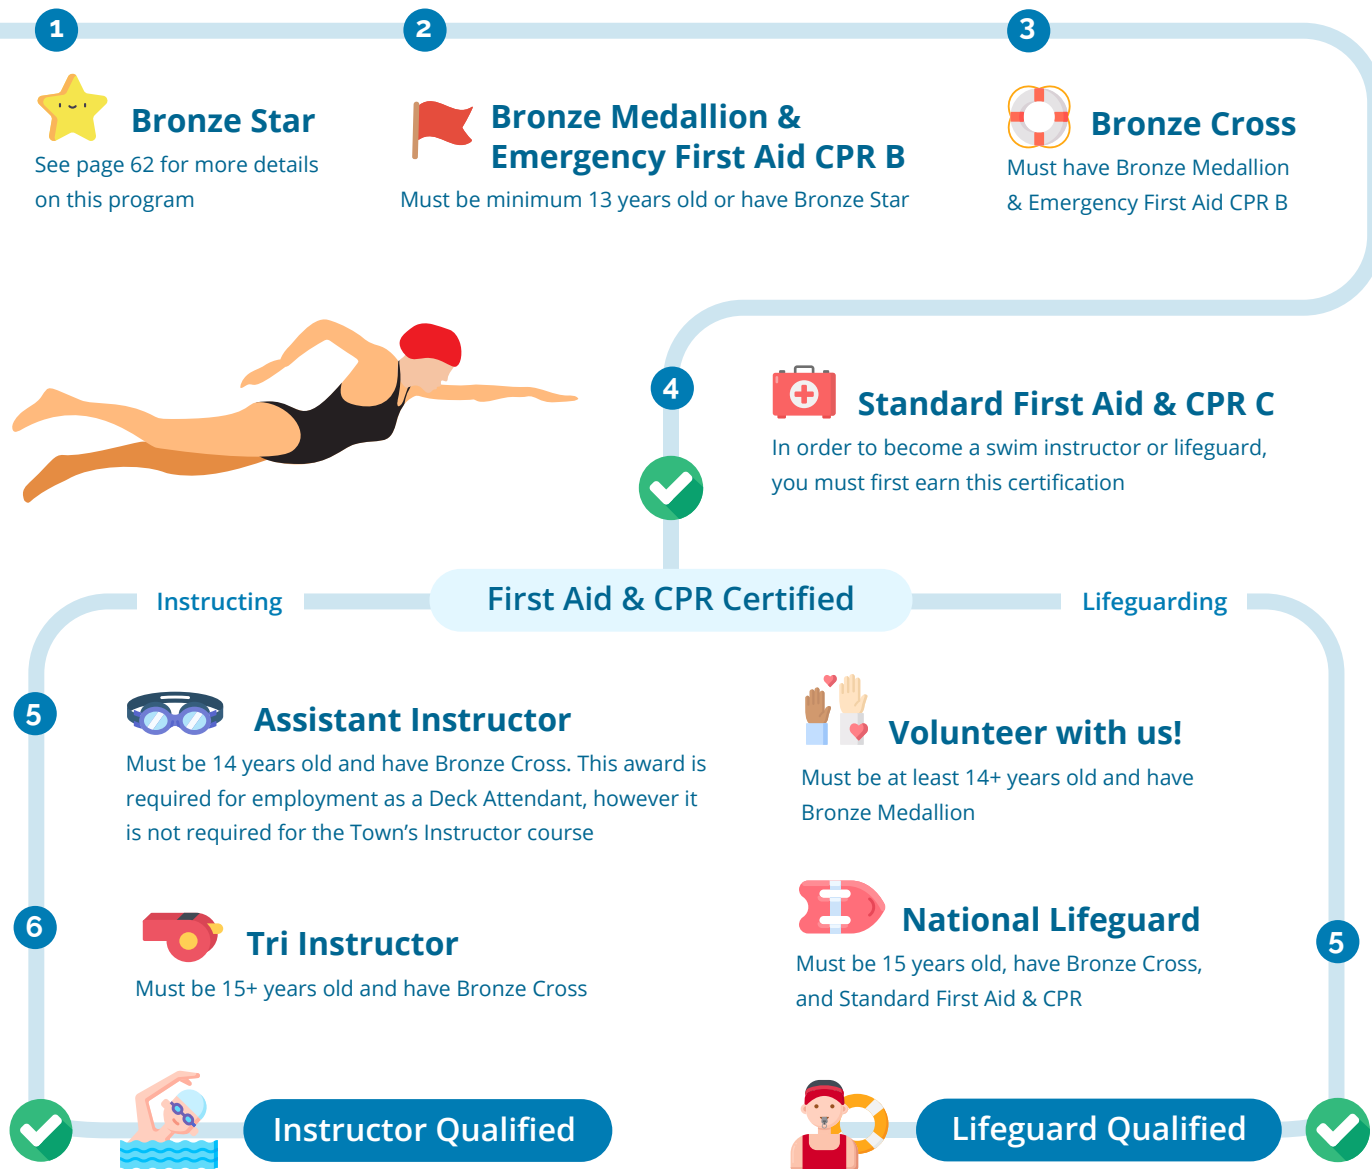 1
Bronze Star
See page 62 for more details
on this program
2
Bronze Medallion &
Emergency First Aid CPR B
Must be minimum 13 years old or have Bronze Star
3
Bronze Cross
Must have Bronze Medallion
& Emergency First Aid CPR B
4
Standard First Aid & CPR C
In order to become a swim instructor or lifeguard,
you must first earn this certification
First Aid & CPR Certified
Instructing
5
Assistant Instructor
Must be 14 years old and have Bronze Cross. This award is
required for employment as a Deck Attendant, however it
is not required for the Town's Instructor course
6
Tri Instructor
Must be 15+ years old and have Bronze Cross
Instructor Qualified
Lifeguarding
Volunteer with us!
Must be at least 14+ years old and have
Bronze Medallion
5
National Lifeguard
Must be 15 years old, have Bronze Cross,
and Standard First Aid & CPR
Lifeguard Qualified